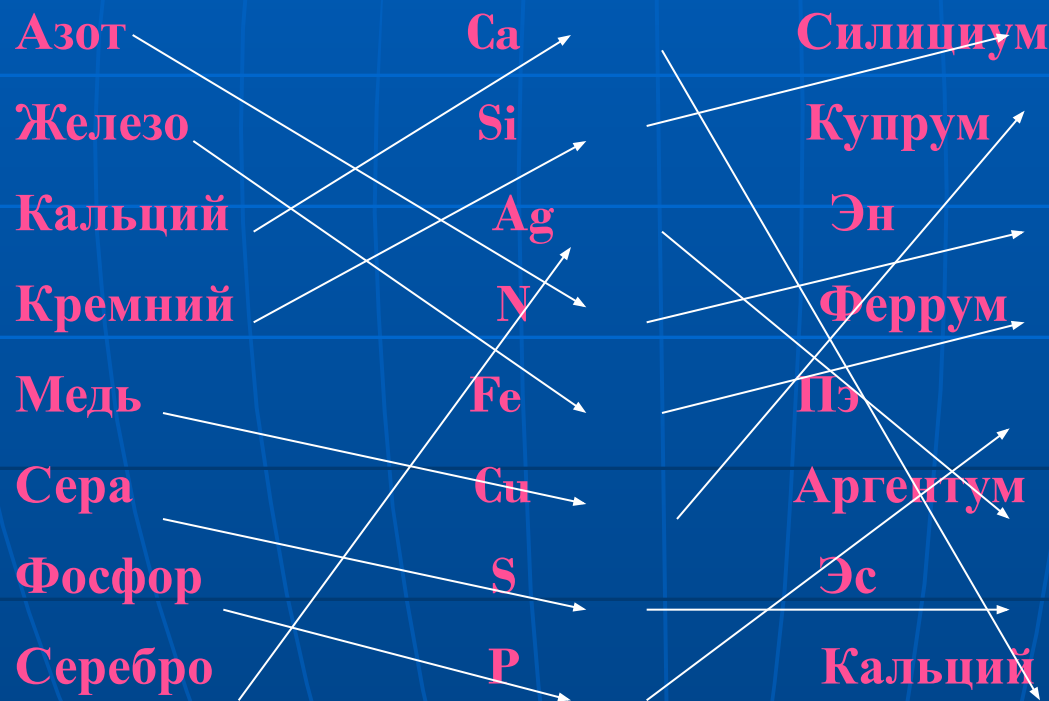 Азот Ca Силициум
Железо Si Купрум
Кальций Ag Эн
Кремний N Феррум
Медь Fe Пэ
Сера Cu Аргентум
Фосфор S Эс
Серебро P Кальций